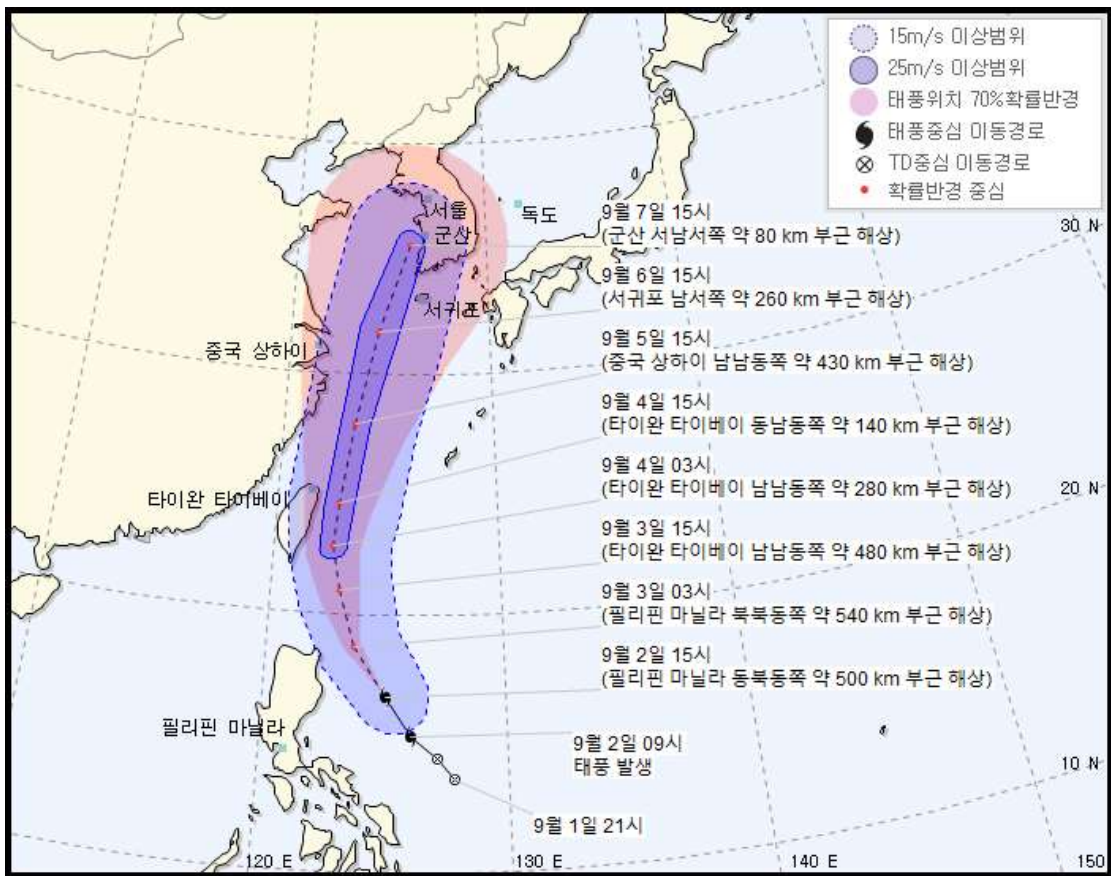 15m/s 이상범위
25m/s 이상범위
태풍위치 70%확률반경
태풍중심 이동경로
TD중심 이동경로
확률반경 중심
서울
군산
독도
서귀포
중국 상하이
타이완 타이베이
필리핀 마닐라
9월 7일 15시
(군산 서남서쪽 약 80 km 부근 해상)
9월 6일 15시
(서귀포 남서쪽 약 260 km 부근 해상)
9월 5일 15시
(중국 상하이 남남동쪽 약 430 km 부근 해상)
9월 4일 15시
(타이완 타이베이 동남동쪽 약 140 km 부근 해상)
9월 4일 03시
(타이완 타이베이 남남동쪽 약 280 km 부근 해상)
9월 3일 15시
(타이완 타이베이 남남동쪽 약 480 km 부근 해상)
9월 3일 03시
(필리핀 마닐라 북북동쪽 약 540 km 부근 해상)
9월 2일 15시
(필리핀 마닐라 동북동쪽 약 500 km 부근 해상)
9월 2일 09시
태풍 발생
9월 1일 21시
30 N
20 N
10 N
120 E
130 E
140 E
150